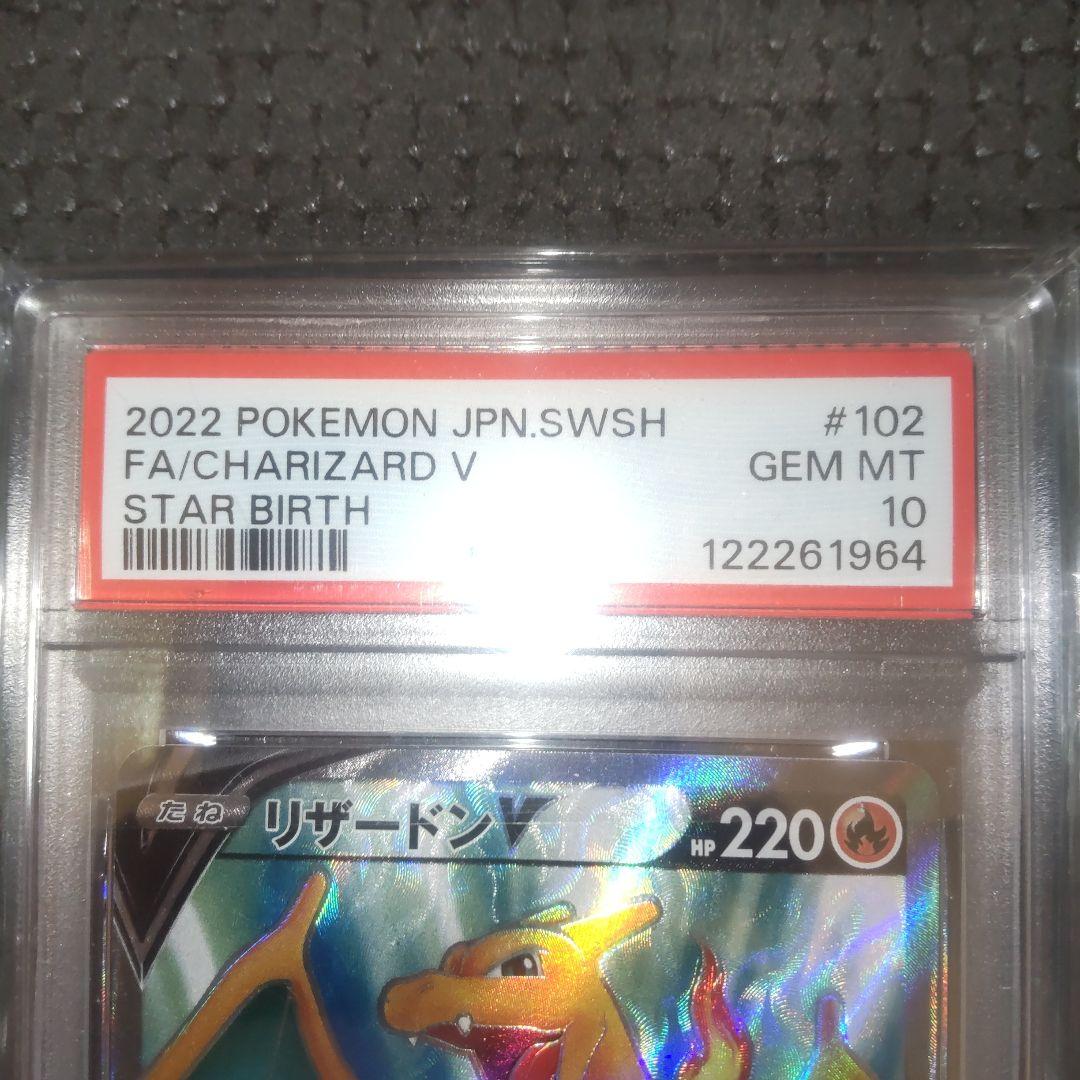 2022 POKEMON JPN.SWSH #102
FA/CHARIZARD V GEM MT
STAR BIRTH 10
122261964
たね リザードンV HP 220